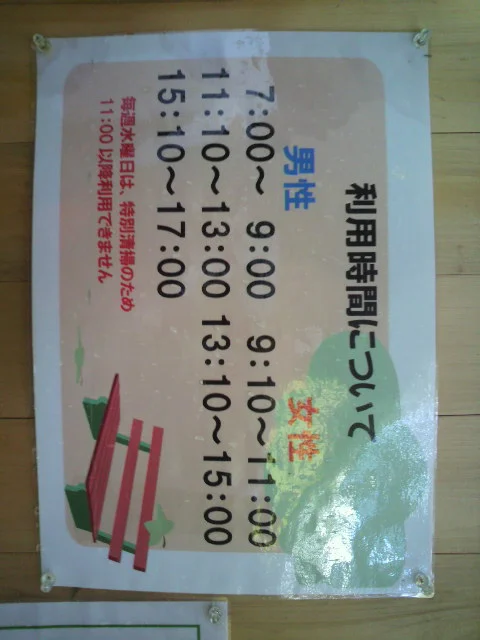 利用時間について
男性 女性
7:00～ 9:00 9:10～11:00
11:10～13:00 13:10～15:00
15:10～17:00
毎週水曜日は、特別清掃のため
11:00以降利用できません